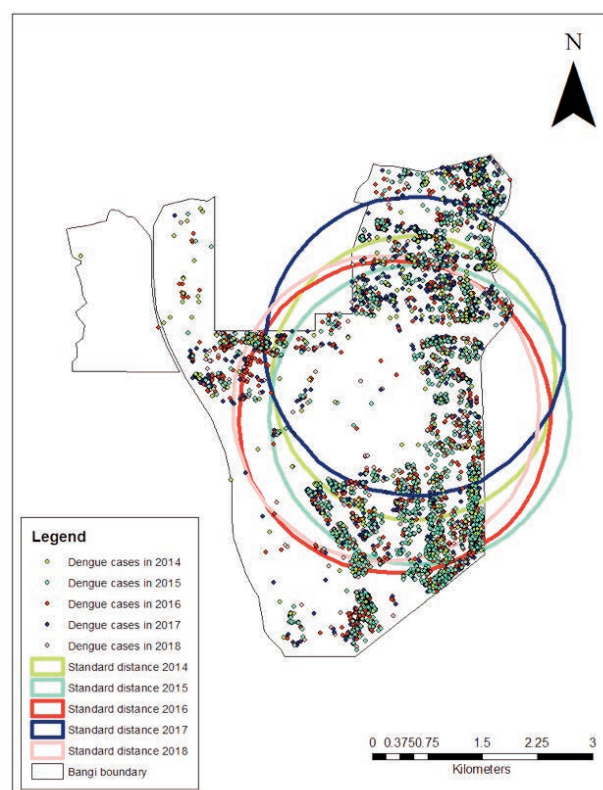 N
Legend
Dengue cases in 2014
Dengue cases in 2015
Dengue cases in 2016
Dengue cases in 2017
Dengue cases in 2018
Standard distance 2014
Standard distance 2015
Standard distance 2016
Standard distance 2017
Standard distance 2018
Bangi boundary
0 0.3750.75 1.5 2.25 3
Kilometers